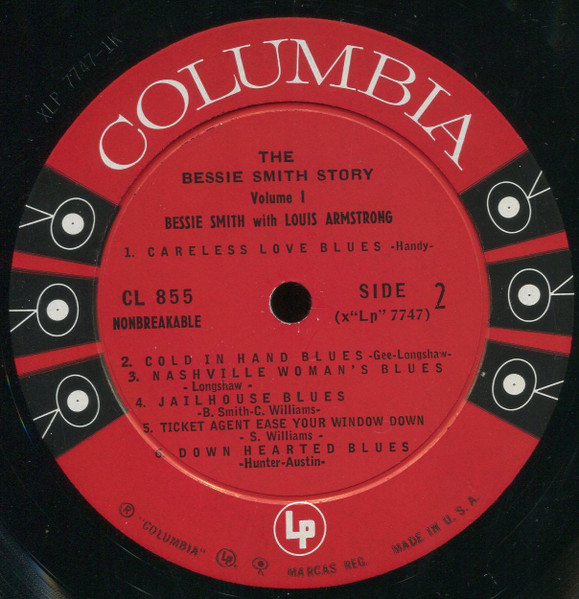 XLP 7747-1K
COLUMBIA
THE
BESSIE SMITH STORY
Volume 1
BESSIE SMITH with LOUIS ARMSTRONG
1. CARELESS LOVE BLUES -Handy-
CL 855
NONBREAKABLE
SIDE 2
(x"Lp" 7747)
2. COLD IN HAND BLUES -Gee-Longshaw-
3. NASHVILLE WOMAN'S BLUES
- Longshaw -
4. JAILHOUSE BLUES
-B. Smith-C. Williams-
5. TICKET AGENT EASE YOUR WINDOW DOWN
- S. Williams -
6. DOWN HEARTED BLUES
-Hunter-Austin-
Lp
® "COLUMBIA" Lp MARCAS REG. MADE IN U. S. A.